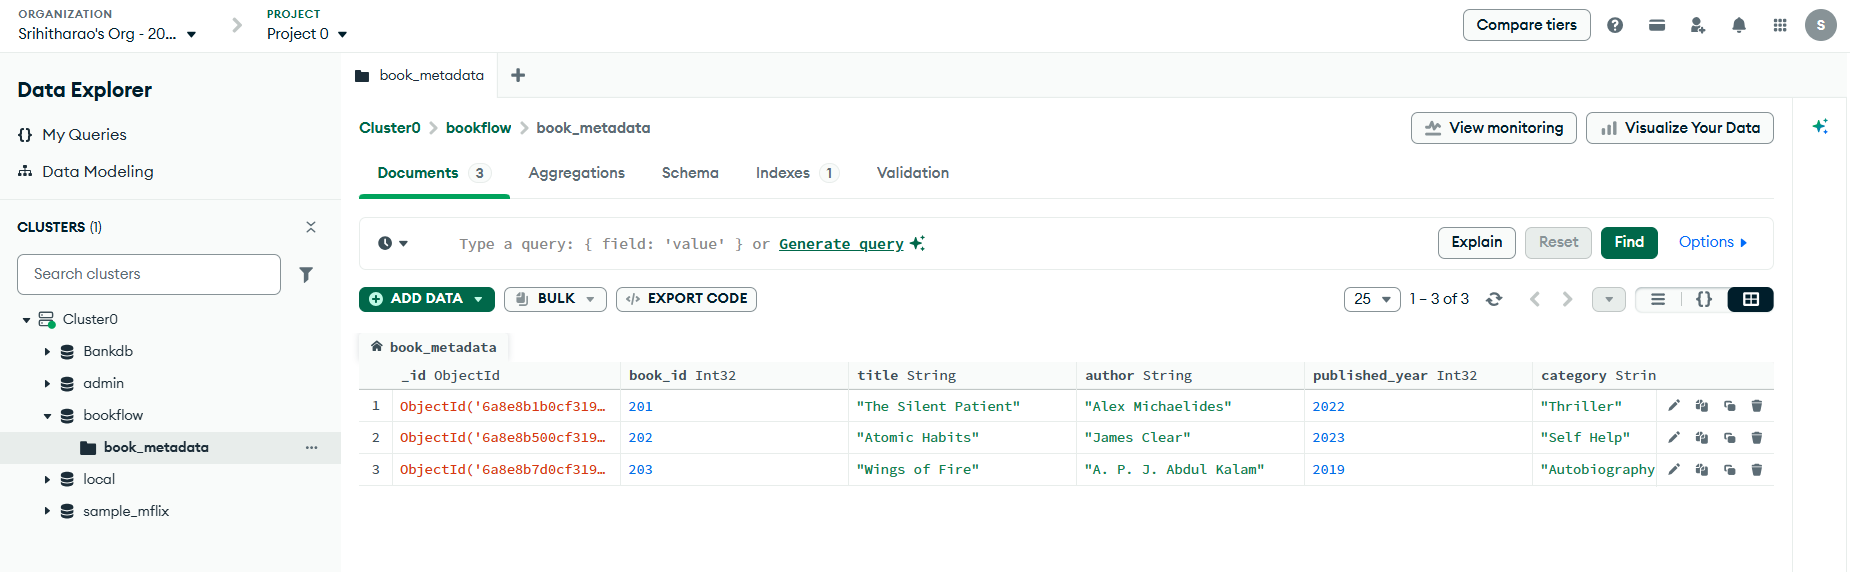 ORGANIZATION
Srihitharao's Org - 20...
PROJECT
Project 0
Compare tiers
S
Data Explorer
My Queries
Data Modeling
CLUSTERS (1)
Search clusters
Cluster0
Bankdb
admin
bookflow
book_metadata
local
sample_mflix
book_metadata
Cluster0 > bookflow > book_metadata
View monitoring
Visualize Your Data
Documents 3
Aggregations
Schema
Indexes 1
Validation
Type a query: { field: 'value' } or Generate query
Explain
Reset
Find
Options
ADD DATA
BULK
EXPORT CODE
25
1 – 3 of 3
book_metadata
_id ObjectId book_id Int32 title String author String published_year Int32 category Strin
1 ObjectId('6a8e8b1b0cf319… 201 "The Silent Patient" "Alex Michaelides" 2022 "Thriller"
2 ObjectId('6a8e8b500cf319… 202 "Atomic Habits" "James Clear" 2023 "Self Help"
3 ObjectId('6a8e8b7d0cf319… 203 "Wings of Fire" "A. P. J. Abdul Kalam" 2019 "Autobiography